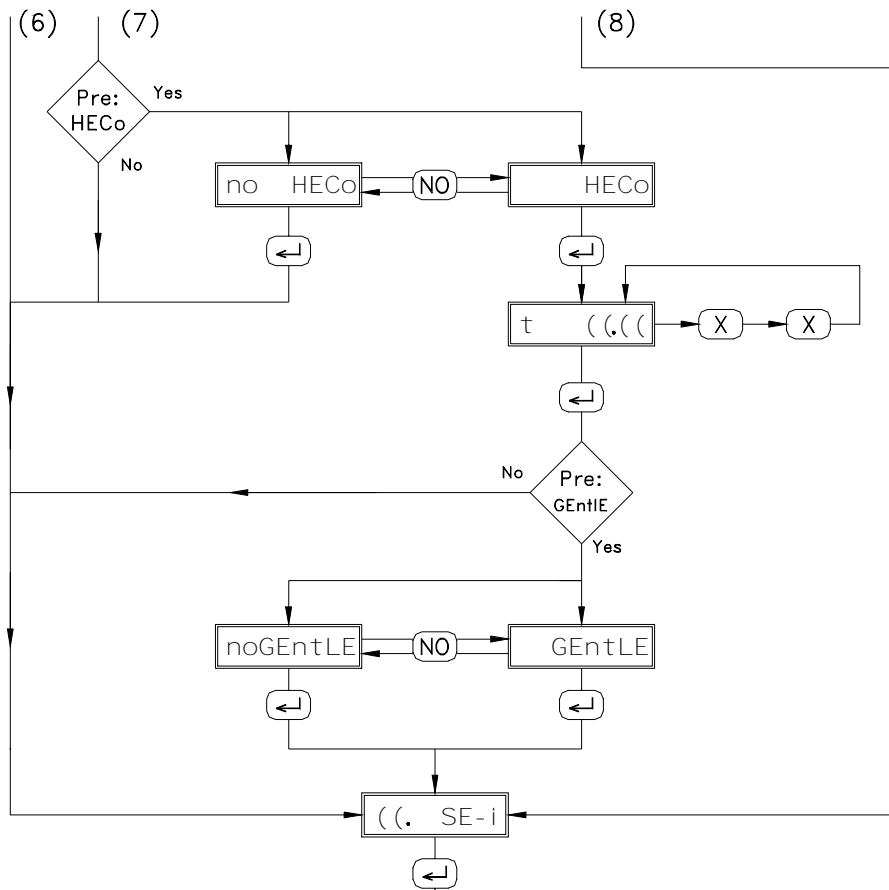 (6)
(7)
(8)
Pre:
HECo
Yes
No
no HECo
NO
HECo
t ((.((
X
X
No
Pre:
GEntlE
Yes
noGEntLE
NO
GEntLE
((. SE-i